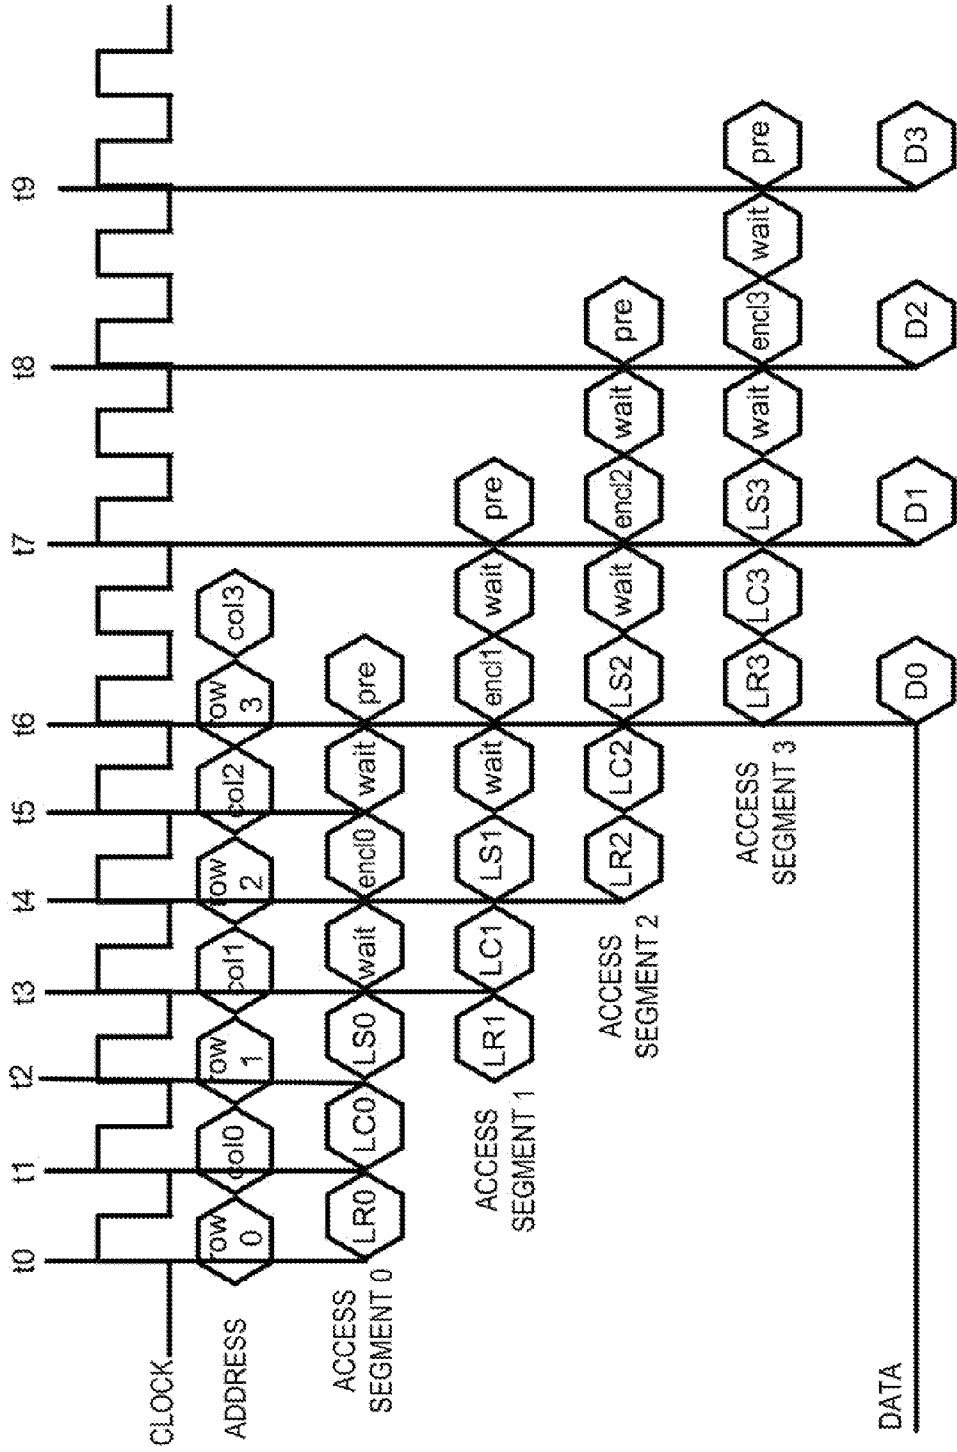 t0 t1 t2 t3 t4 t5 t6 t7 t8 t9
CLOCK
ADDRESS
row 0 col0 row 1 col1 row 2 col2 row 3 col3
ACCESS
SEGMENT 0
LR0 LC0 LS0 wait encl0 wait pre
ACCESS
SEGMENT 1
LR1 LC1 LS1 wait encl1 wait pre
ACCESS
SEGMENT 2
LR2 LC2 LS2 wait encl2 wait pre
ACCESS
SEGMENT 3
LR3 LC3 LS3 wait encl3 wait pre
DATA
D0 D1 D2 D3